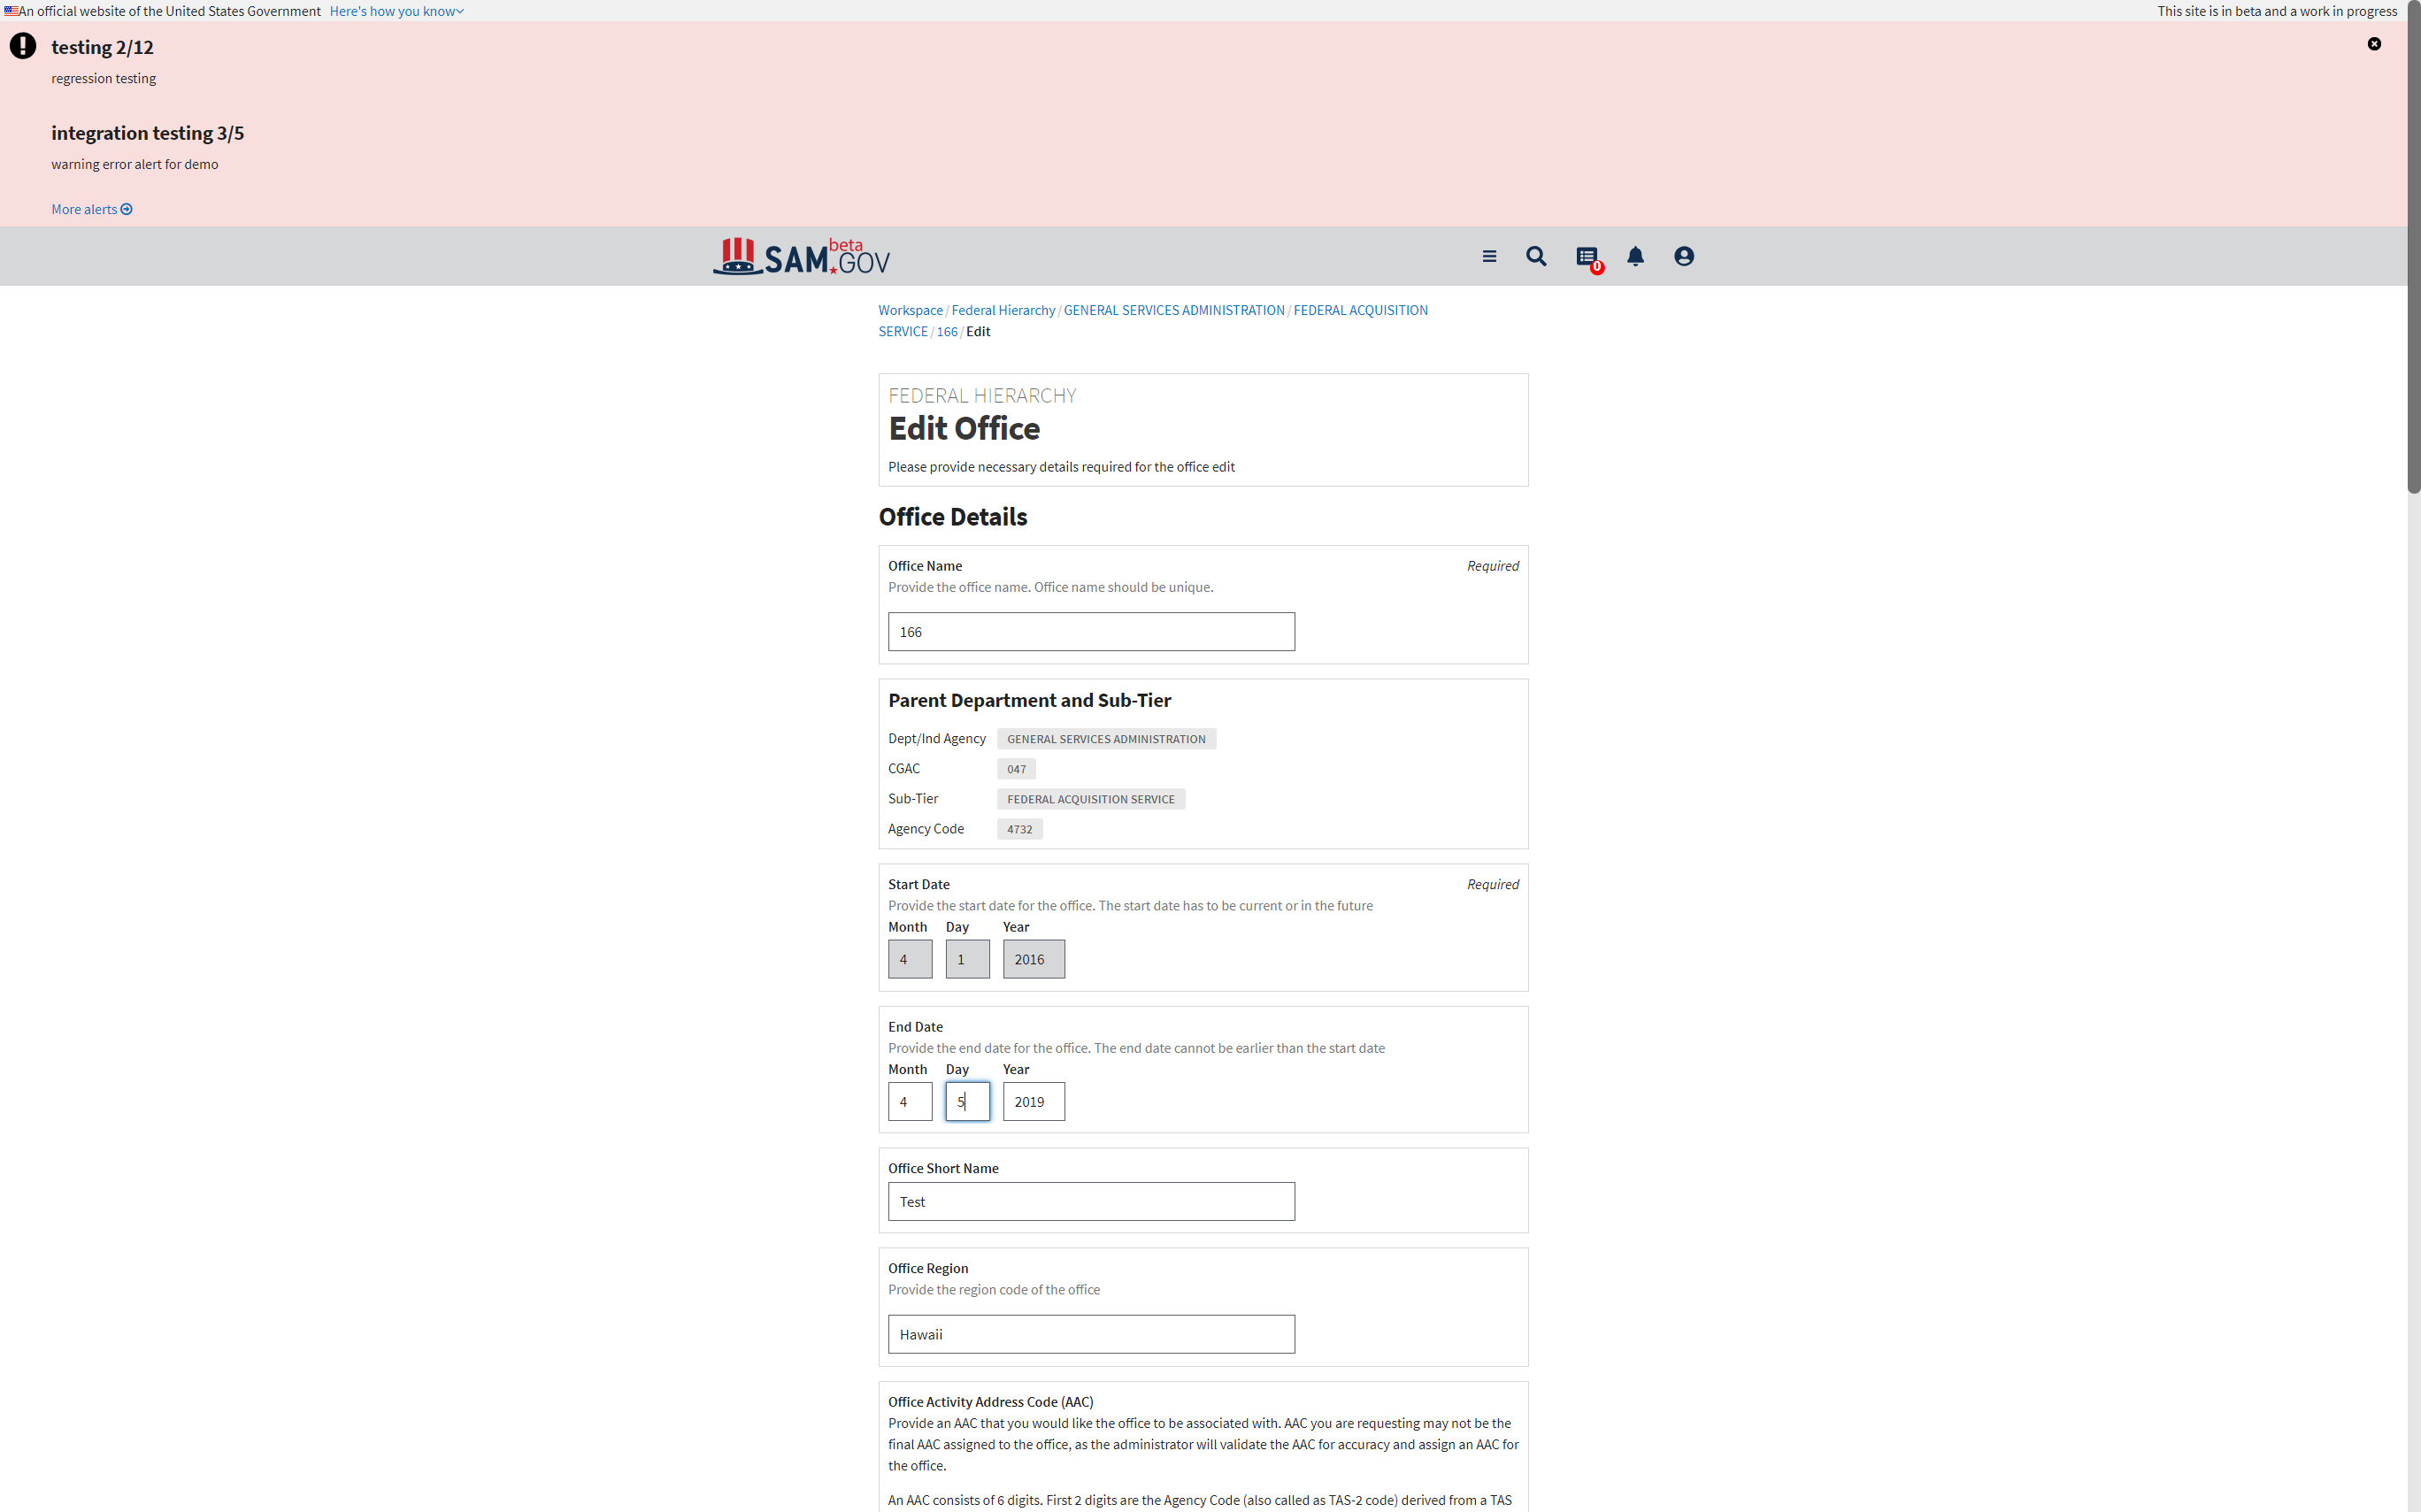 An official website of the United States Government Here's how you know
This site is in beta and a work in progress
testing 2/12
regression testing
integration testing 3/5
warning error alert for demo
More alerts
SAM.GOV beta
0
Workspace / Federal Hierarchy / GENERAL SERVICES ADMINISTRATION / FEDERAL ACQUISITION
SERVICE / 166 / Edit
FEDERAL HIERARCHY
Edit Office
Please provide necessary details required for the office edit
Office Details
Office Name Required
Provide the office name. Office name should be unique.
166
Parent Department and Sub-Tier
Dept/Ind Agency GENERAL SERVICES ADMINISTRATION
CGAC 047
Sub-Tier FEDERAL ACQUISITION SERVICE
Agency Code 4732
Start Date Required
Provide the start date for the office. The start date has to be current or in the future
Month Day Year
4 1 2016
End Date
Provide the end date for the office. The end date cannot be earlier than the start date
Month Day Year
4 5 2019
Office Short Name
Test
Office Region
Provide the region code of the office
Hawaii
Office Activity Address Code (AAC)
Provide an AAC that you would like the office to be associated with. AAC you are requesting may not be the
final AAC assigned to the office, as the administrator will validate the AAC for accuracy and assign an AAC for
the office.
An AAC consists of 6 digits. First 2 digits are the Agency Code (also called as TAS-2 code) derived from a TAS